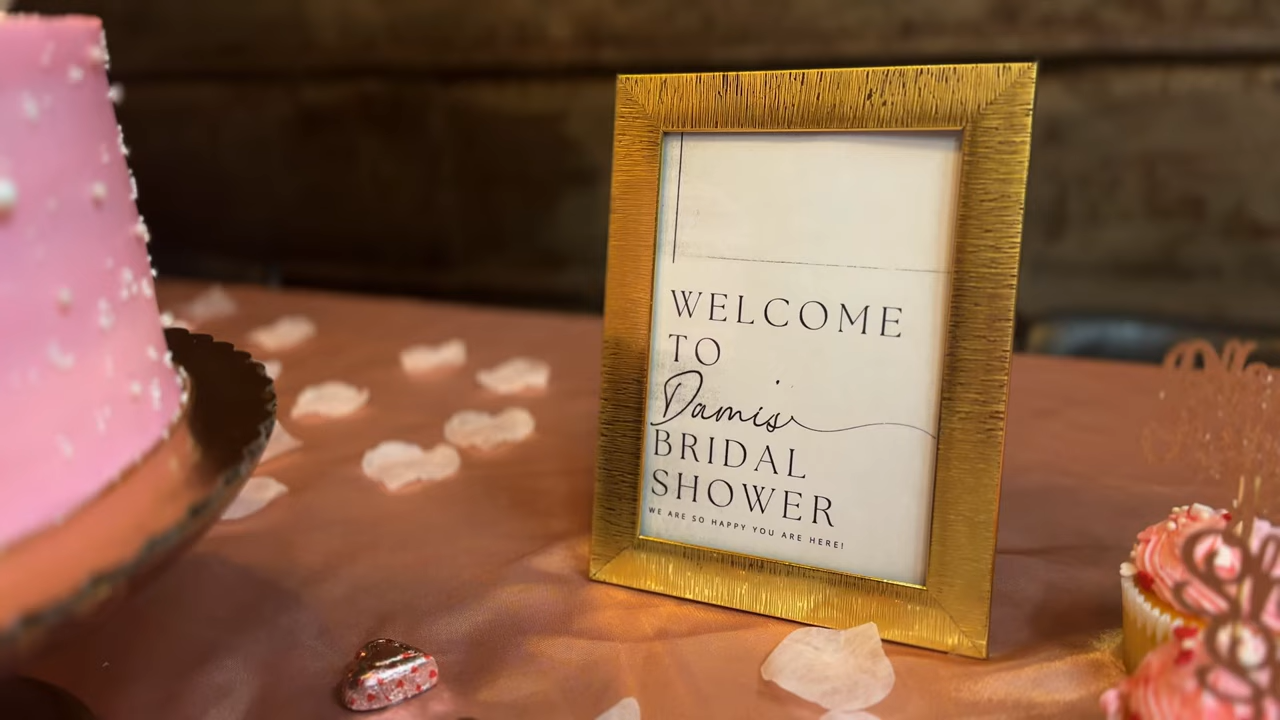 WELCOME
TO
Damis
BRIDAL
SHOWER
WE ARE SO HAPPY YOU ARE HERE!